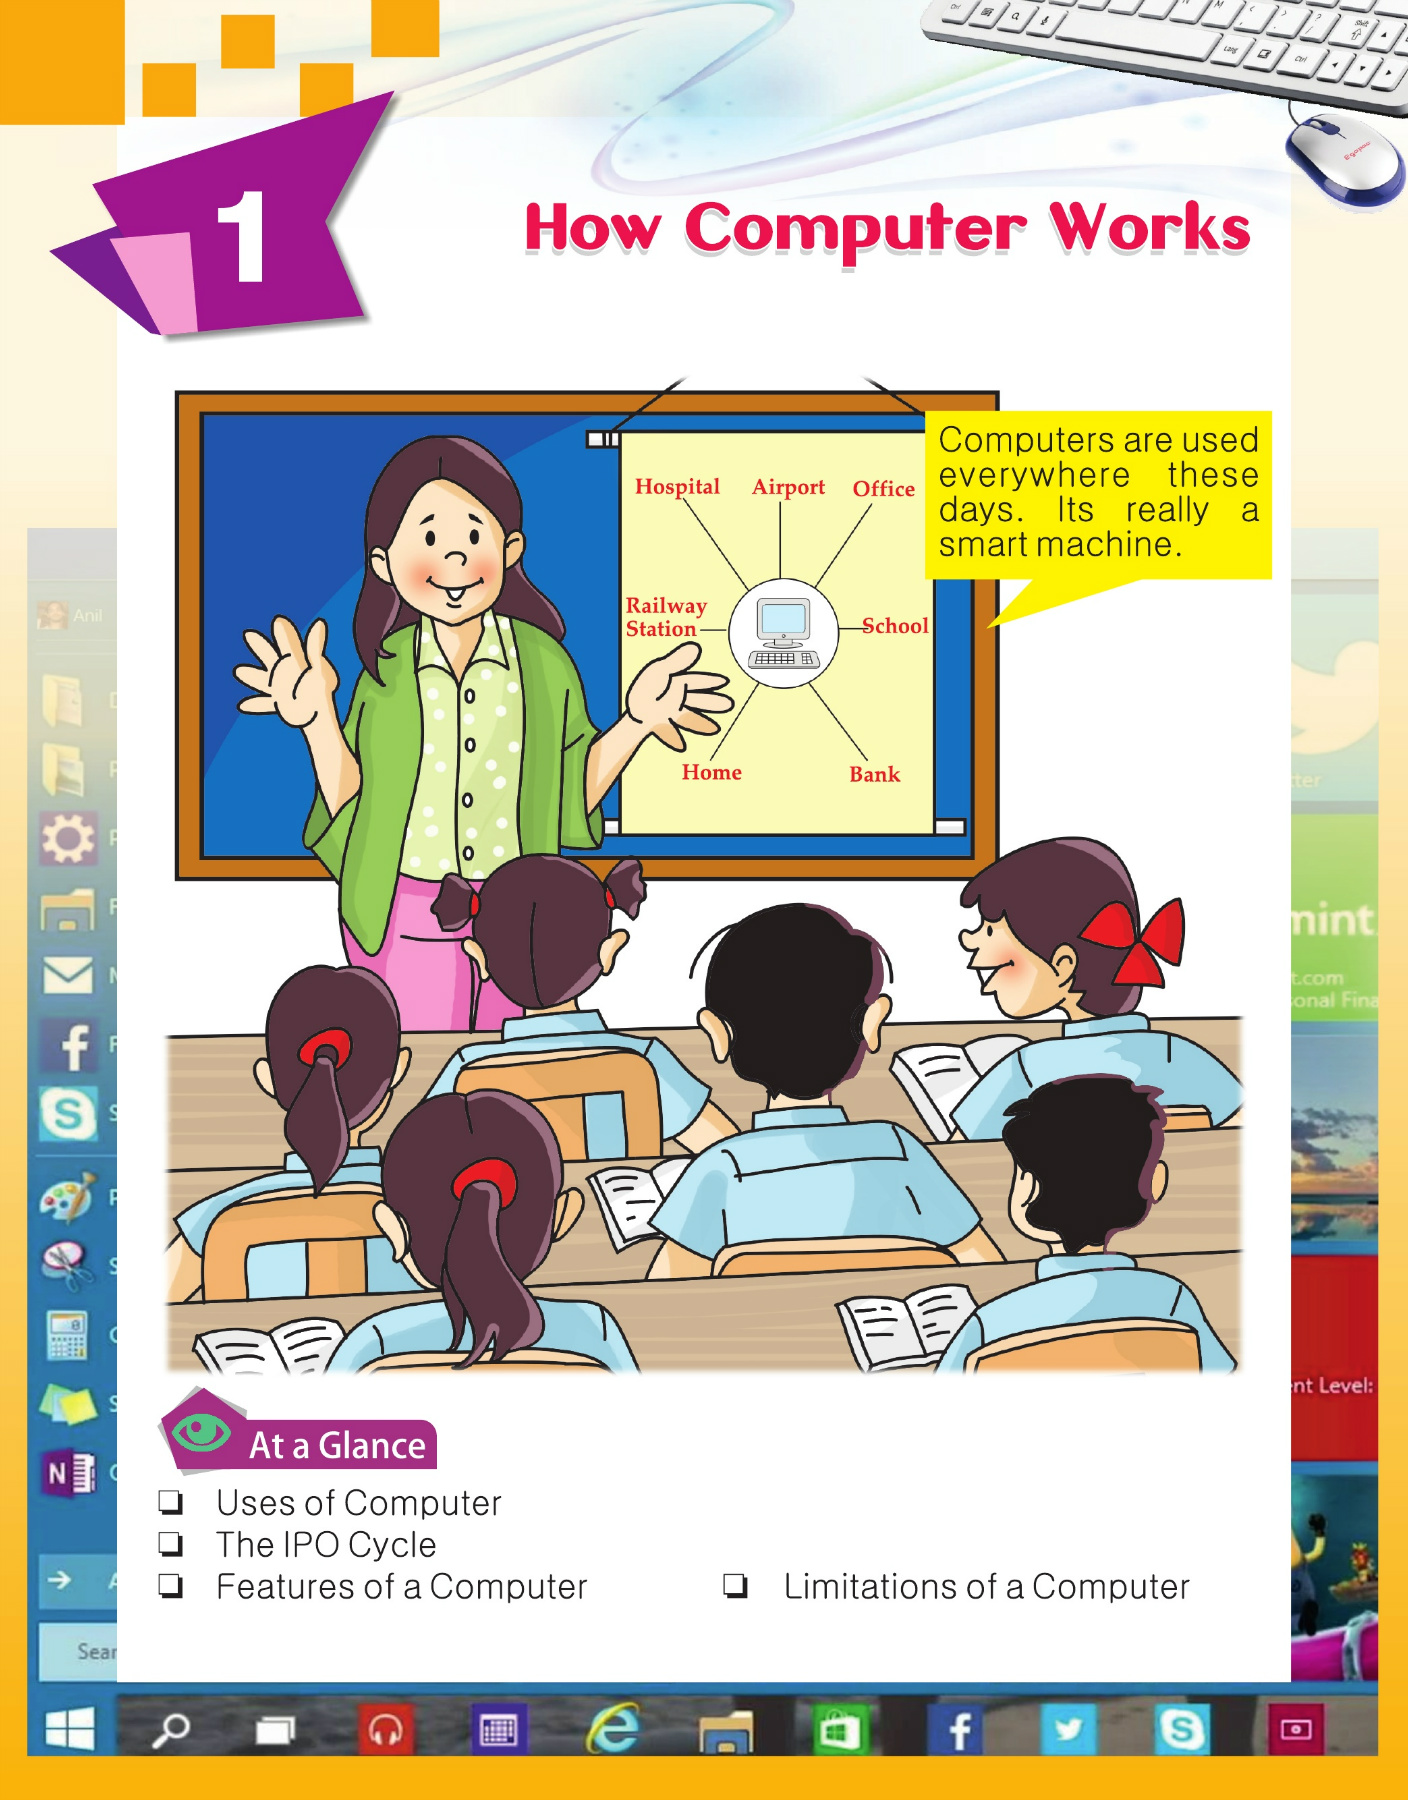 1
How Computer Works
Computers are used
everywhere these
days. Its really a
smart machine.
Hospital Airport Office
Railway
Station
School
Home Bank
Anil
tter
mint
t.com
onal Fina
ent Level:
At a Glance
❏ Uses of Computer
❏ The IPO Cycle
❏ Features of a Computer
❏ Limitations of a Computer
Sear